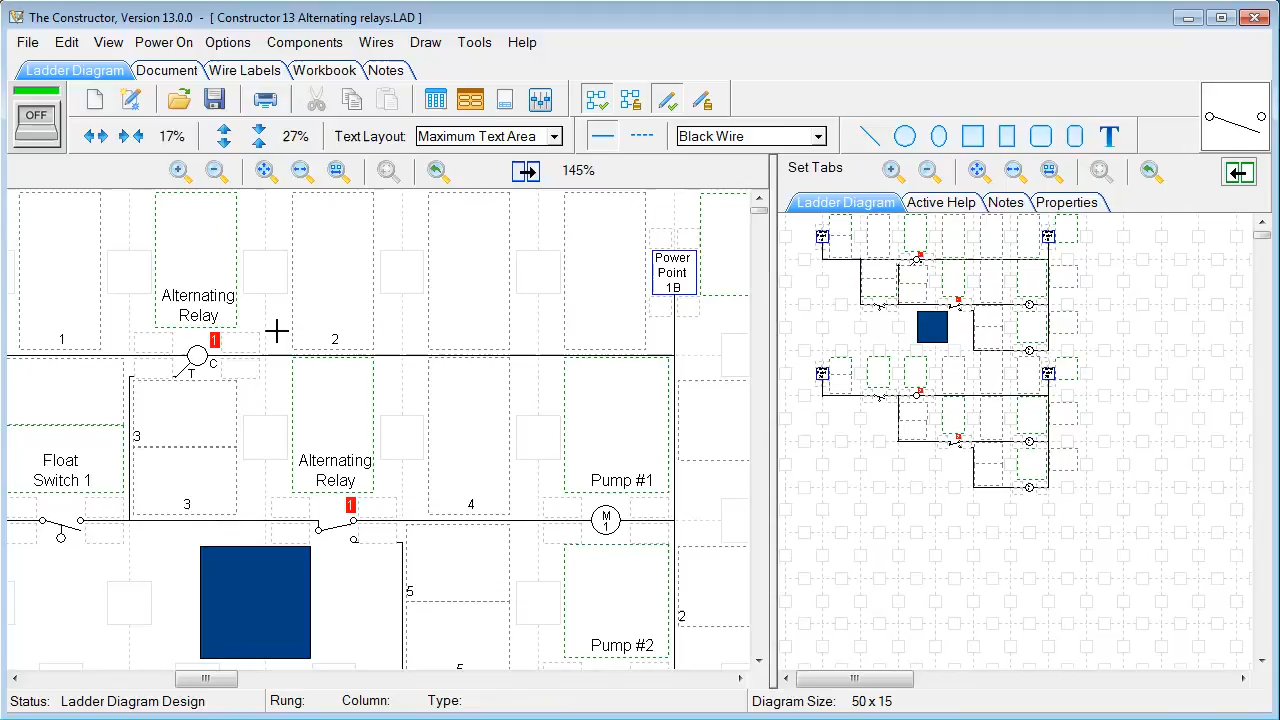 The Constructor, Version 13.0.0 - [ Constructor 13 Alternating relays.LAD ]
File Edit View Power On Options Components Wires Draw Tools Help
Ladder Diagram Document Wire Labels Workbook Notes
OFF
17% 27% Text Layout: Maximum Text Area Black Wire T
145% Set Tabs
Ladder Diagram Active Help Notes Properties
Power
Point
1B
Alternating
Relay
1 2
1
T C
3
Float
Switch 1
3
Alternating
Relay
4
Pump #1
1
M
1
5
2
Pump #2
5
Status: Ladder Diagram Design Rung: Column: Type: Diagram Size: 50 x 15